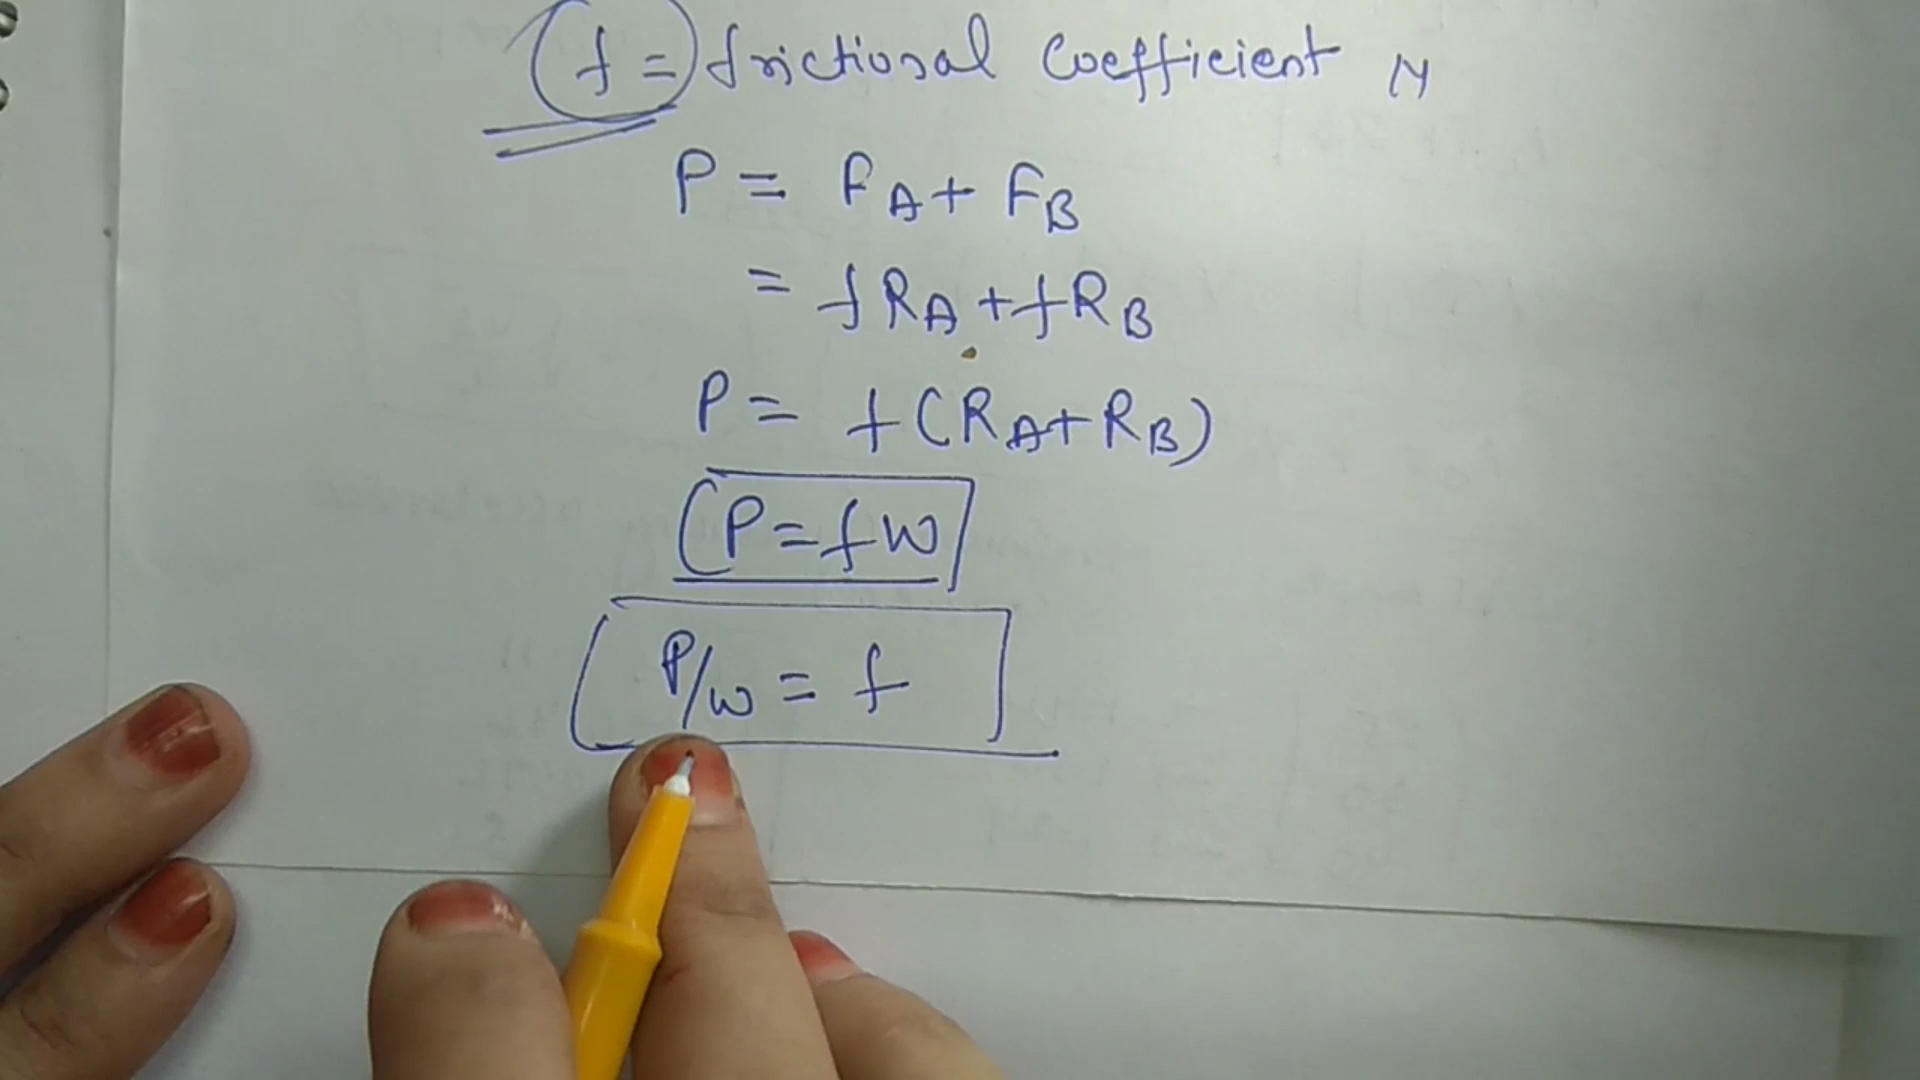 f = frictional coefficient
P = FA + FB
= fRA + fRB
P = f(RA + RB)
P = fW
P/W = f